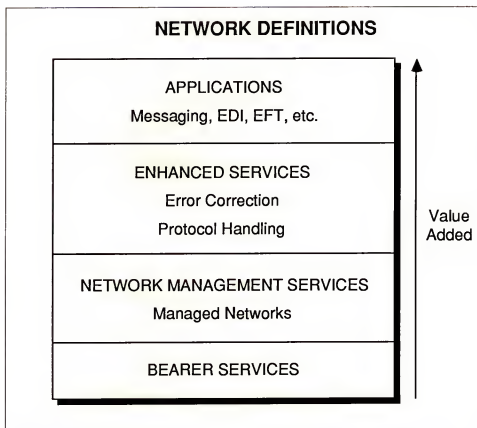 NETWORK DEFINITIONS
APPLICATIONS
Messaging, EDI, EFT, etc.
ENHANCED SERVICES
Error Correction
Protocol Handling
NETWORK MANAGEMENT SERVICES
Managed Networks
BEARER SERVICES
Value
Added